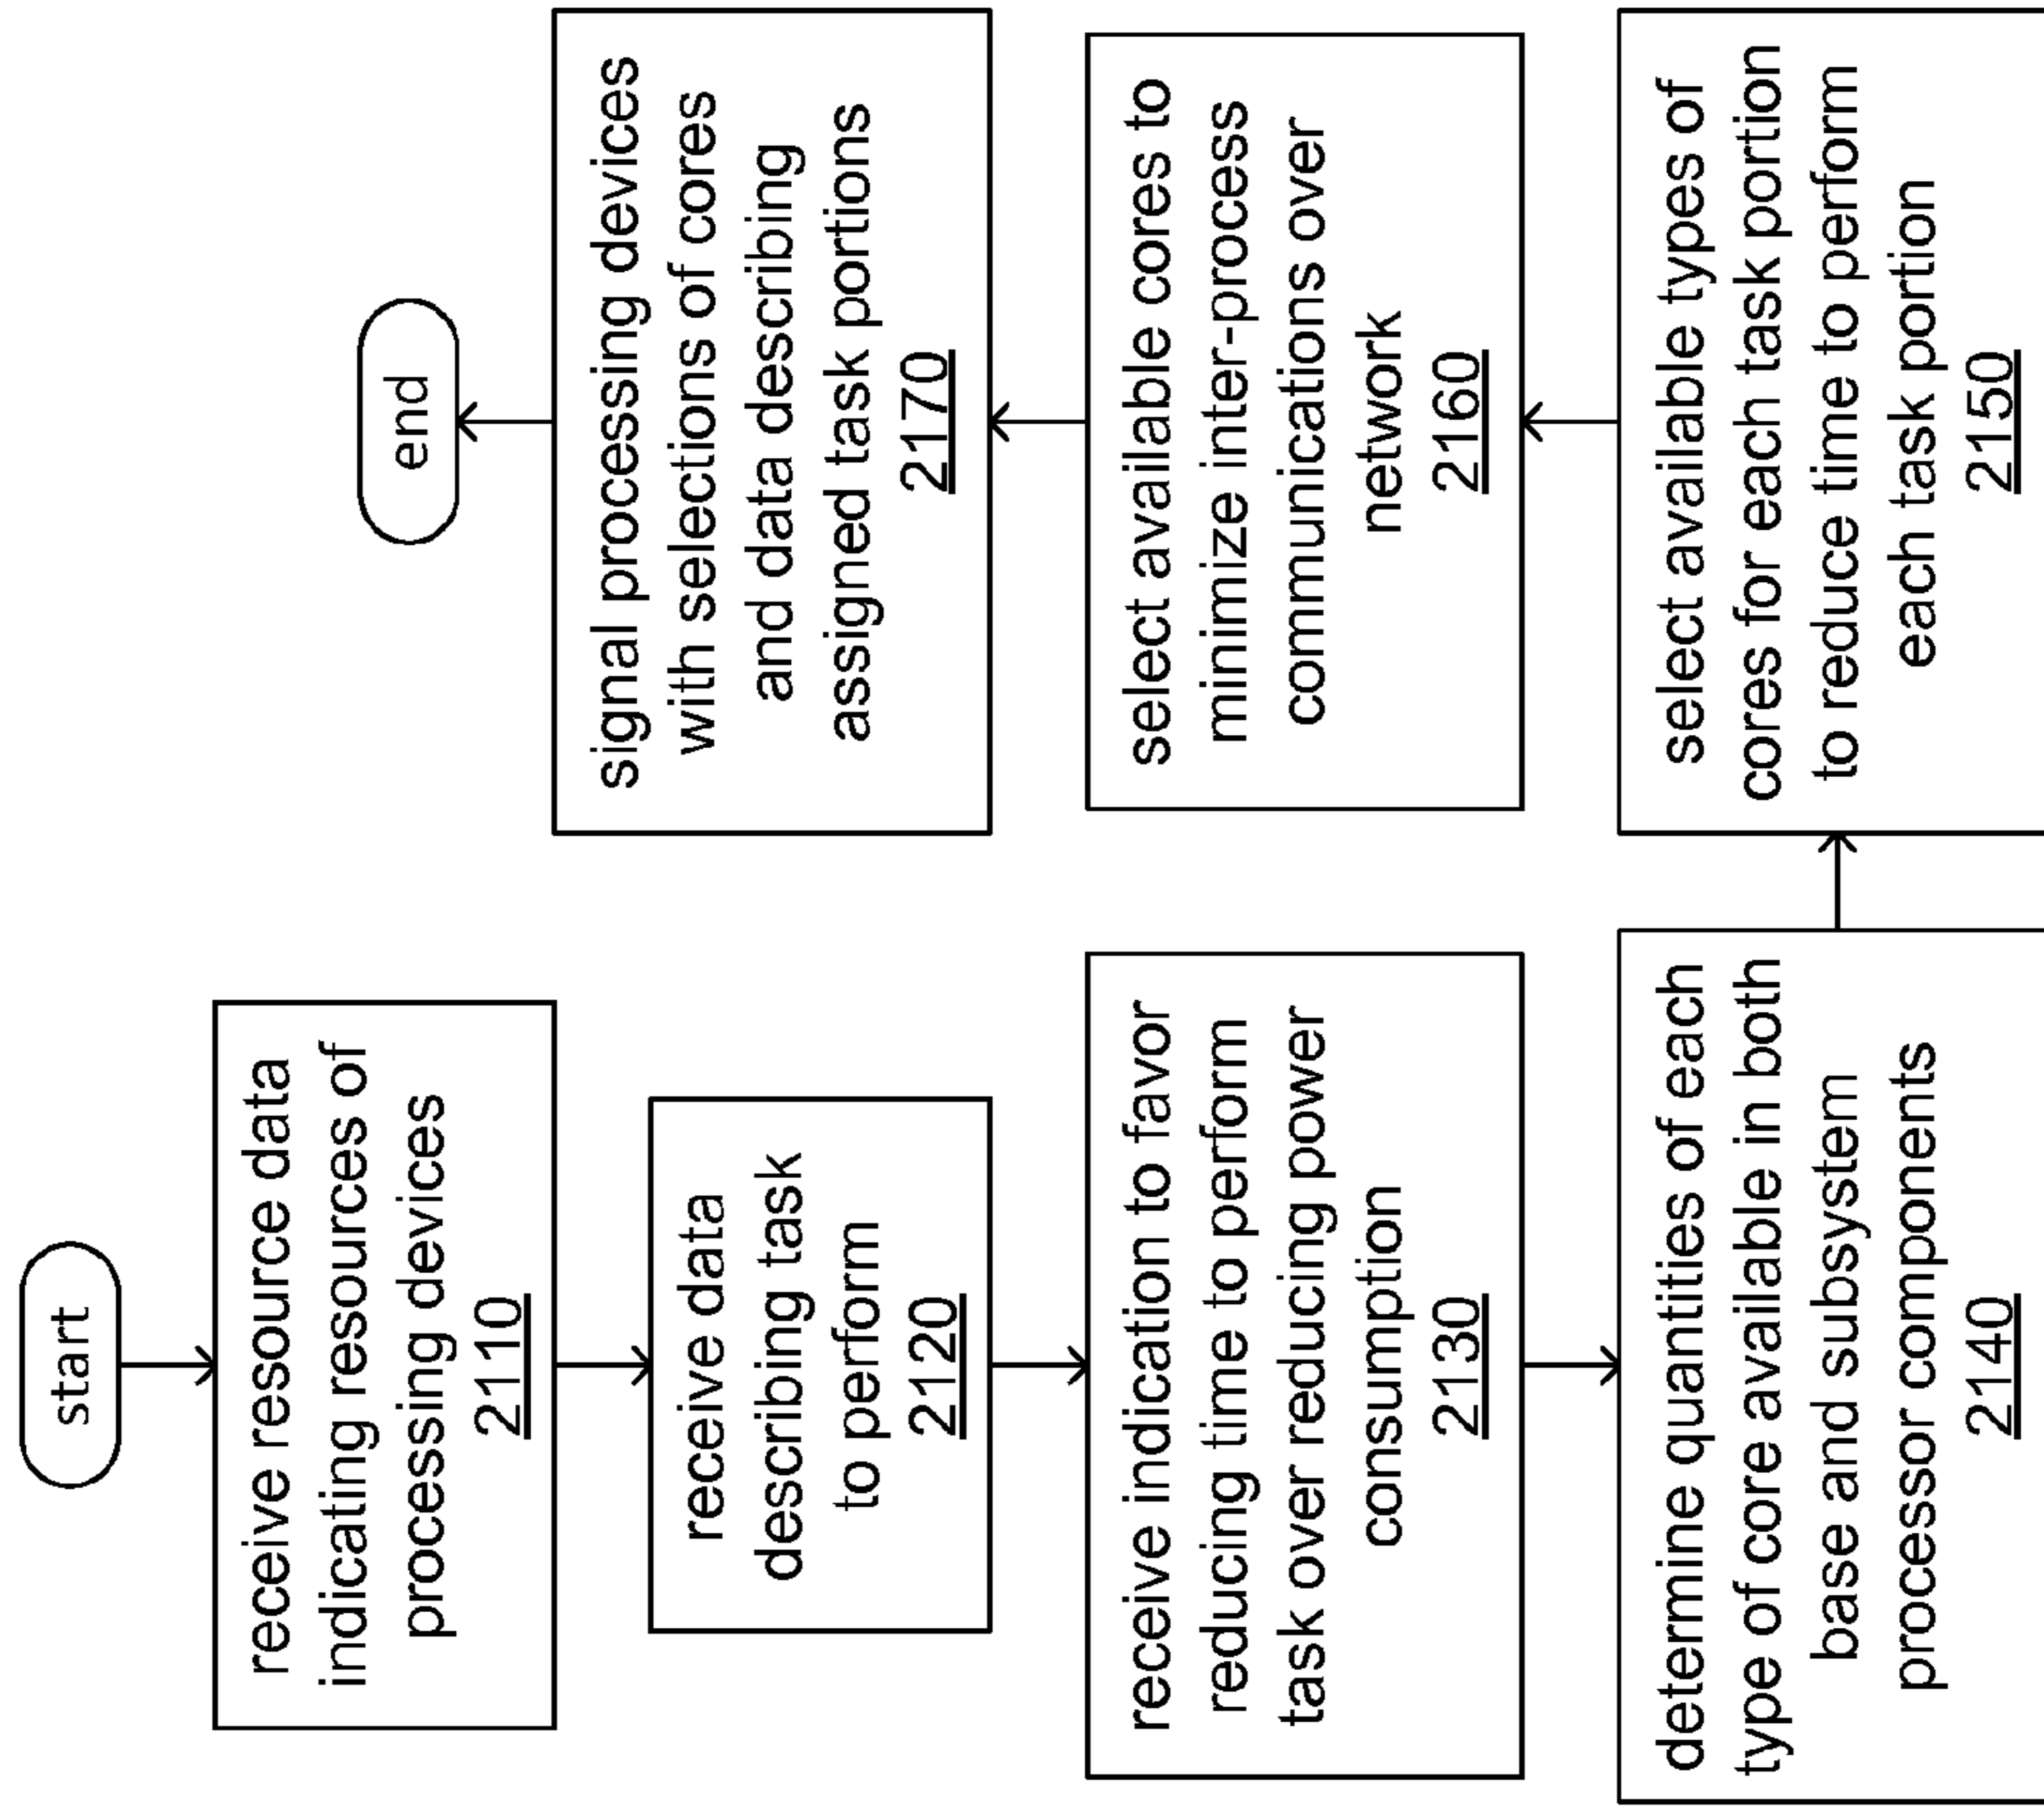 start
receive resource data
indicating resources of
processing devices
2110
receive data
describing task
to perform
2120
receive indication to favor
reducing time to perform
task over reducing power
consumption
2130
determine quantities of each
type of core available in both
base and subsystem
processor components
2140
select available types of
cores for each task portion
to reduce time to perform
each task portion
2150
select available cores to
minimize inter-process
communications over
network
2160
signal processing devices
with selections of cores
and data describing
assigned task portions
2170
end